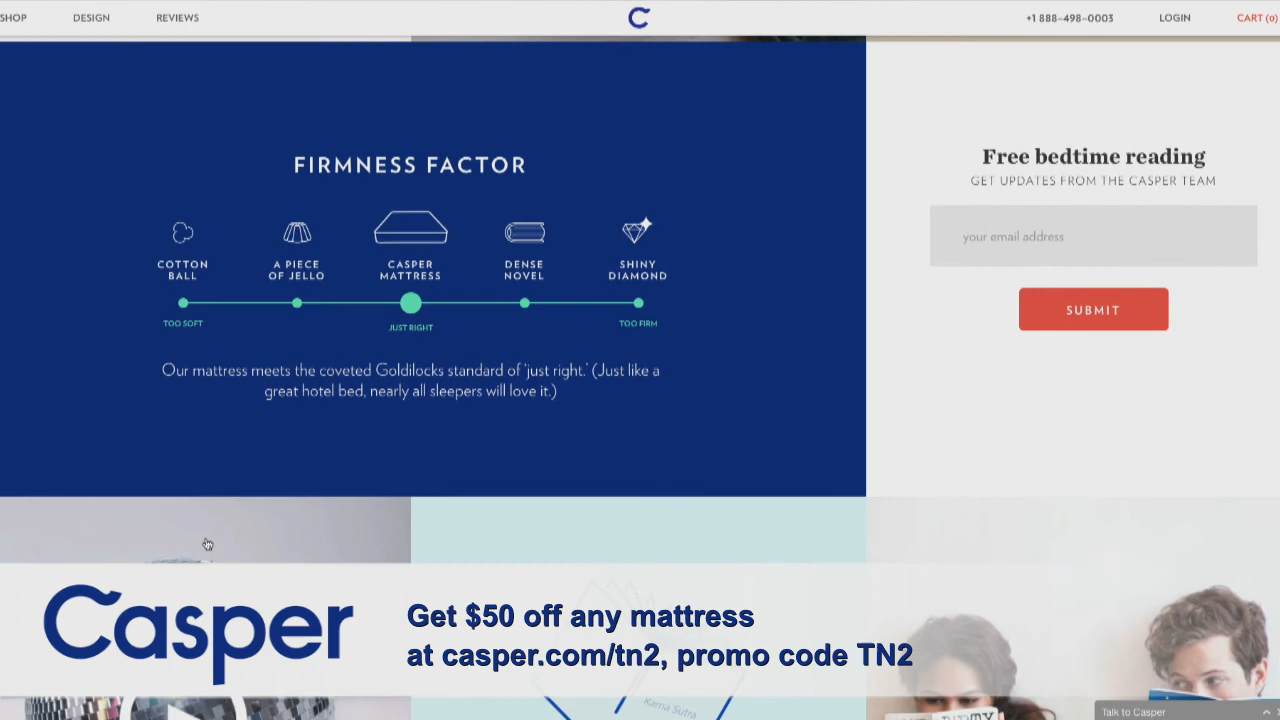 SHOP
DESIGN
REVIEWS
C
+1 888-498-0003
LOGIN
CART (0)
FIRMNESS FACTOR
COTTON
BALL
A PIECE
OF JELLO
CASPER
MATTRESS
DENSE
NOVEL
SHINY
DIAMOND
TOO SOFT
JUST RIGHT
TOO FIRM
Our mattress meets the coveted Goldilocks standard of 'just right.' (Just like a
great hotel bed, nearly all sleepers will love it.)
Free bedtime reading
GET UPDATES FROM THE CASPER TEAM
your email address
SUBMIT
Casper
Get $50 off any mattress
at casper.com/tn2, promo code TN2
Kama Sutra
Talk to Casper